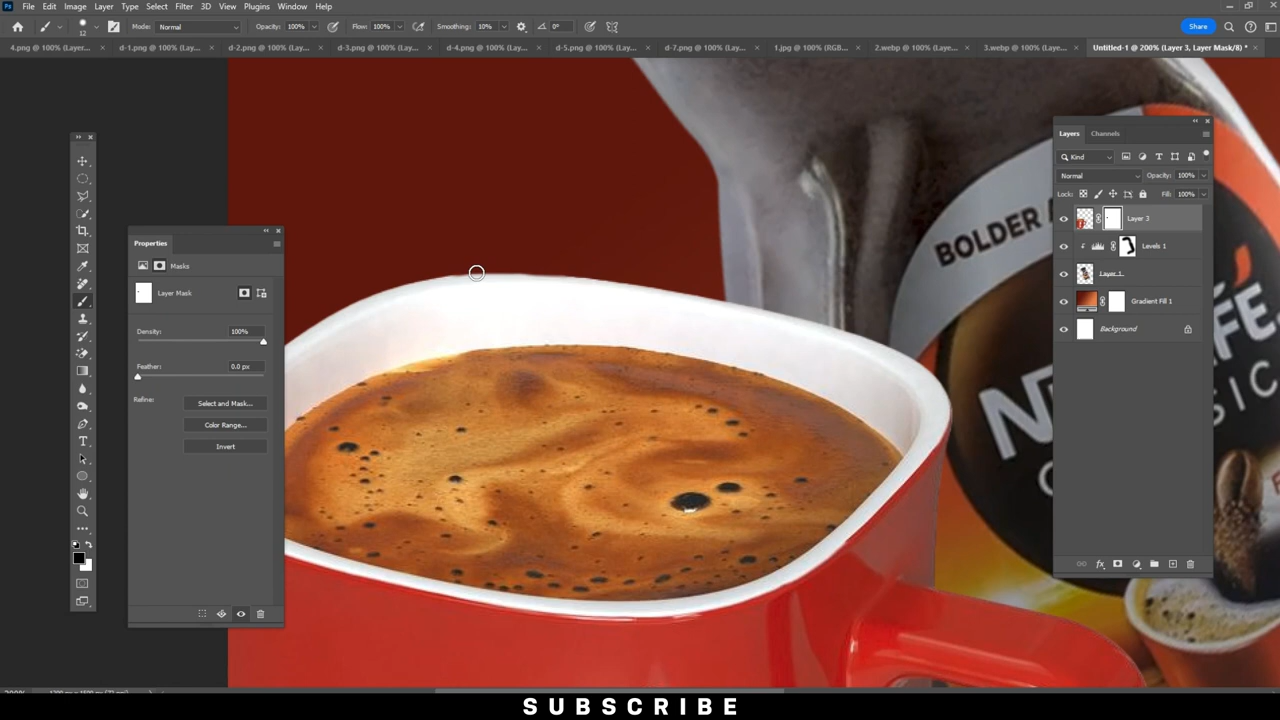 Ps File Edit Image Layer Type Select Filter 3D View Plugins Window Help
12 Mode: Normal Opacity: 100% Flow: 100% Smoothing: 10% 0° Share
4.png @ 100% (Layer... × d-1.png @ 100% (Lay... × d-2.png @ 100% (Lay... × d-3.png @ 100% (Lay... × d-4.png @ 100% (Lay... × d-5.png @ 100% (Lay... × d-7.png @ 100% (Lay... × 1.jpg @ 100% (RGB... × 2.webp @ 100% (Laye... × 3.webp @ 100% (Laye... × Untitled-1 @ 200% (Layer 3, Layer Mask/8) * ×
Properties
Masks
Layer Mask
Density: 100%
Feather: 0.0 px
Refine: Select and Mask...
Color Range...
Invert
BOLDER
Layers Channels
Kind
Normal Opacity: 100%
Lock: Fill: 100%
Layer 3
Levels 1
Layer 1
Gradient Fill 1
Background
SUBSCRIBE